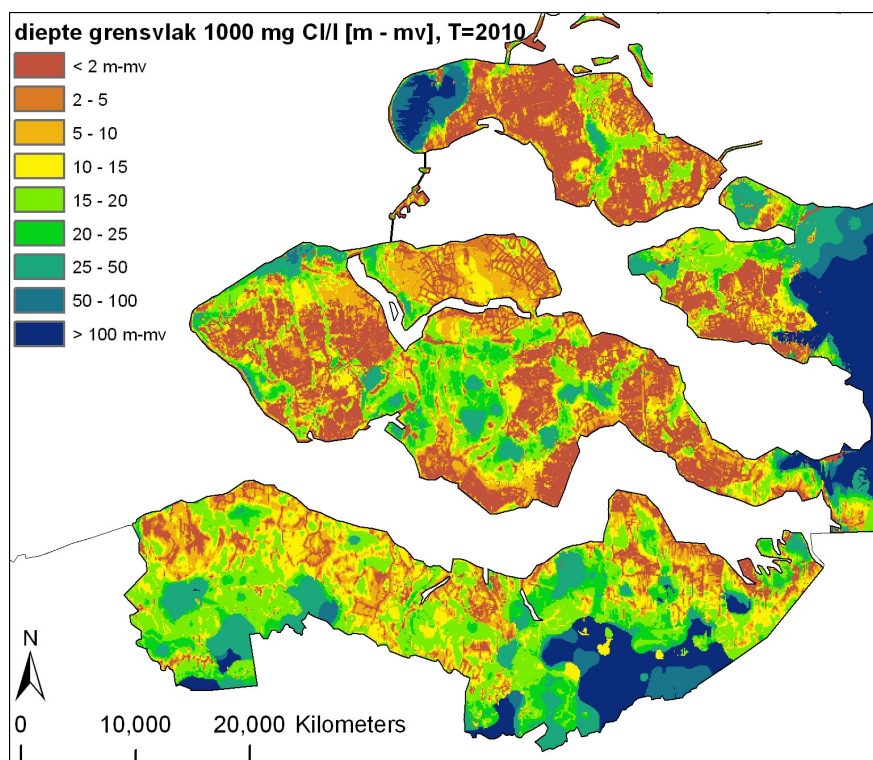 diepte grensvlak 1000 mg Cl/l [m - mv], T=2010
< 2 m-mv
2 - 5
5 - 10
10 - 15
15 - 20
20 - 25
25 - 50
50 - 100
> 100 m-mv
N
0 10,000 20,000 Kilometers